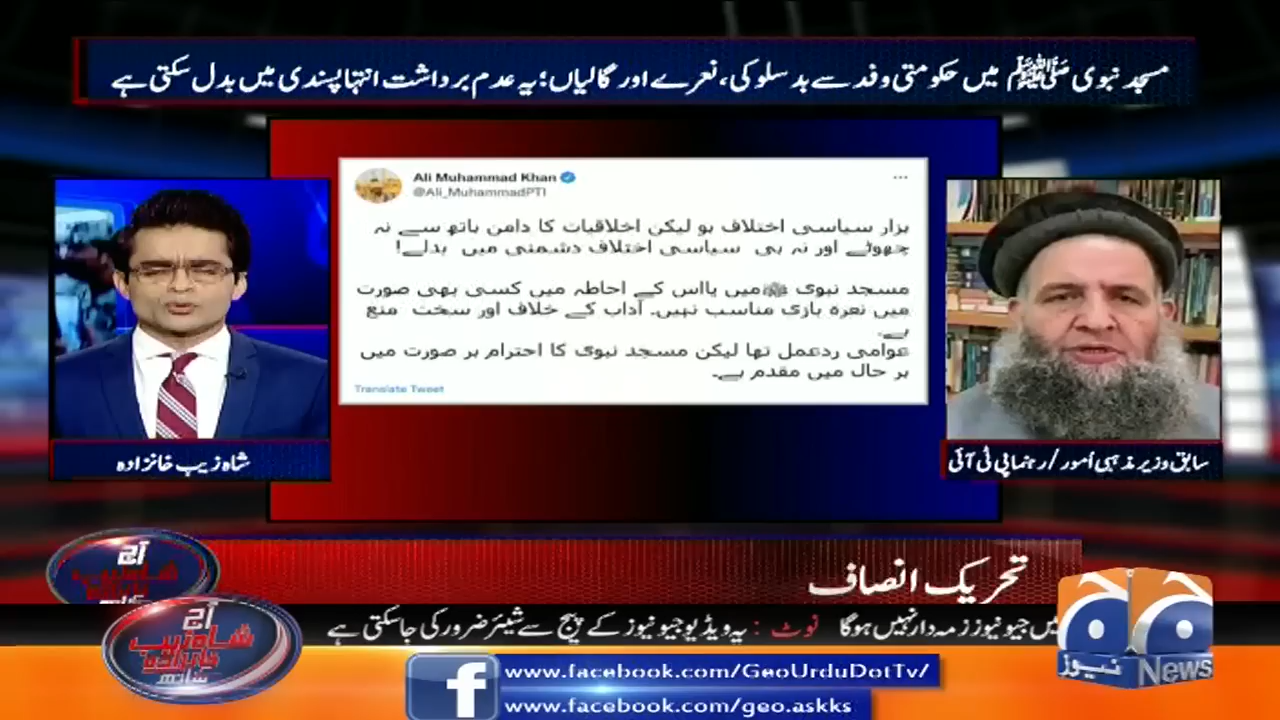 مسجد نبوی ﷺ میں حکومتی وفد سے بدسلوکی، نعرے اور گالیاں؛ یہ عدم برداشت انتہا پسندی میں بدل سکتی ہے
Ali Muhammad Khan
@Ali_MuhammadPTI
ہزار سیاسی اختلاف ہو لیکن اخلاقیات کا دامن ہاتھ سے نہ
چھوٹے اور نہ ہی سیاسی اختلاف دشمنی میں بدلے!
مسجد نبوی ﷺ میں یااس کے احاطہ میں کسی بھی صورت
میں نعرہ بازی مناسب نہیں۔ آداب کے خلاف اور سخت منع
ہے۔
عوامی ردعمل تھا لیکن مسجد نبوی کا احترام ہر صورت میں
ہر حال میں مقدم ہے۔
Translate Tweet
شاہ زیب خانزادہ
سابق وزیر مذہبی اُمور/رہنما پی ٹی آئی
تحریک انصاف
میں جیو نیوز زمہ دار نہیں ہوگا نوٹ : یہ ویڈیو جیو نیوز کے پیج سے شیئر ضرور کی جاسکتی ہے
آج
شاہ زیب
خانزادہ
کے ساتھ
www.facebook.com/GeoUrduDotTv/
www.facebook.com/geo.askks
جیو
نیوز News